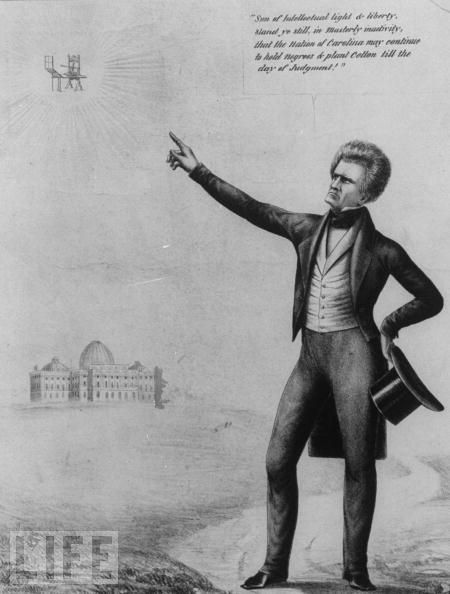 "Sun of intellectual light & liberty,
stand ye still, in Masterly inactivity,
that the Nation of Carolina may continue
to hold Negroes & plant Cotton till the
day of Judgment!"
LIFE